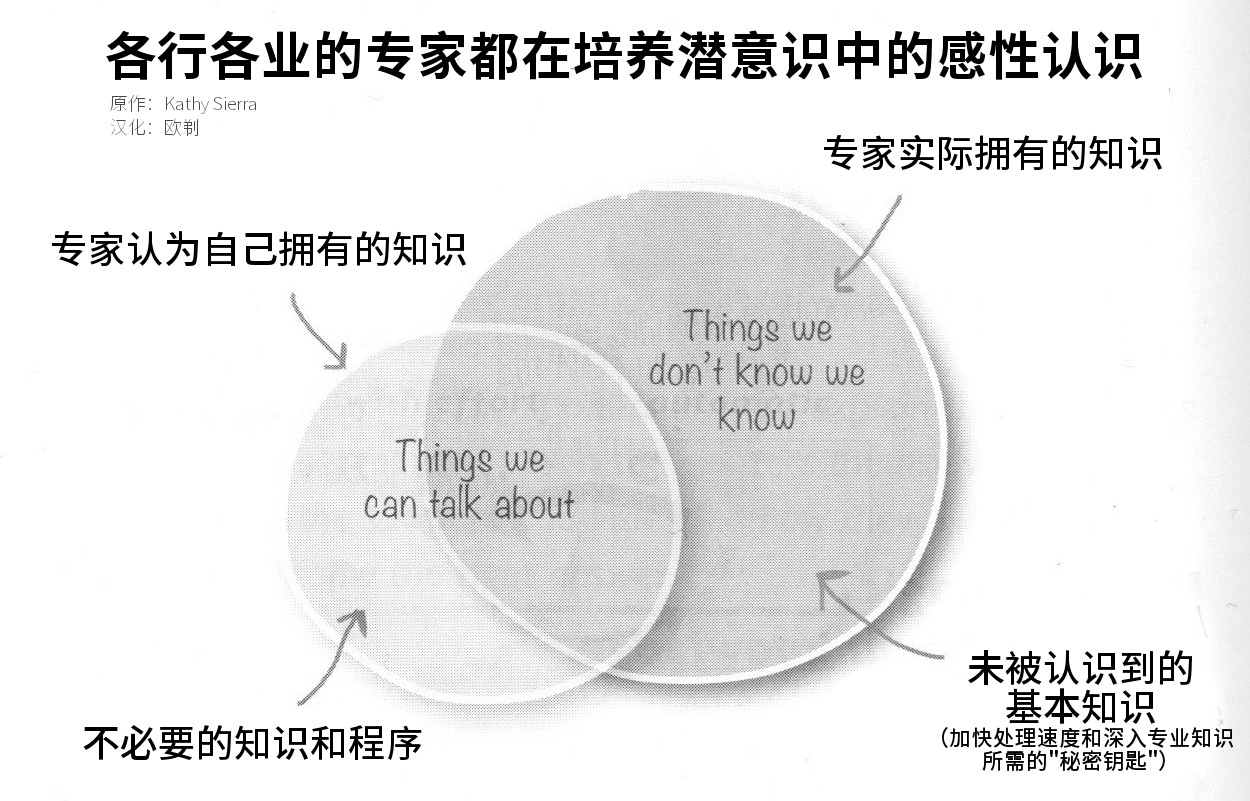 各行各业的专家都在培养潜意识中的感性认识
原作：Kathy Sierra
汉化：欧剃
专家实际拥有的知识
专家认为自己拥有的知识
Things we
don't know we
know
Things we
can talk about
不必要的知识和程序
未被认识到的
基本知识
（加快处理速度和深入专业知识
所需的"秘密钥匙"）